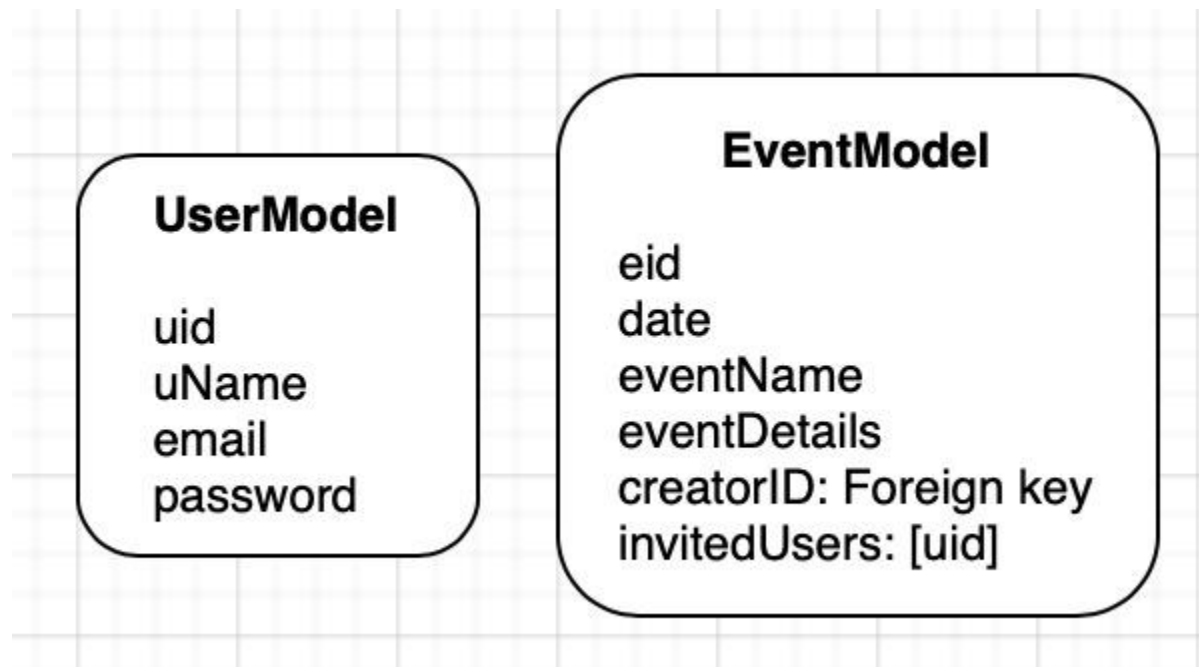 UserModel
uid
uName
email
password
EventModel
eid
date
eventName
eventDetails
creatorID: Foreign key
invitedUsers: [uid]